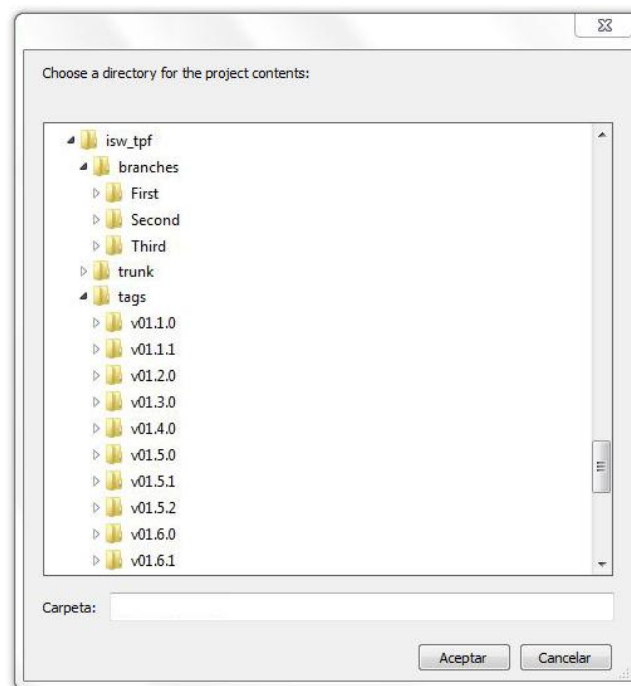 Choose a directory for the project contents:
isw_tpf
branches
First
Second
Third
trunk
tags
v01.1.0
v01.1.1
v01.2.0
v01.3.0
v01.4.0
v01.5.0
v01.5.1
v01.5.2
v01.6.0
v01.6.1
Carpeta:
Aceptar Cancelar